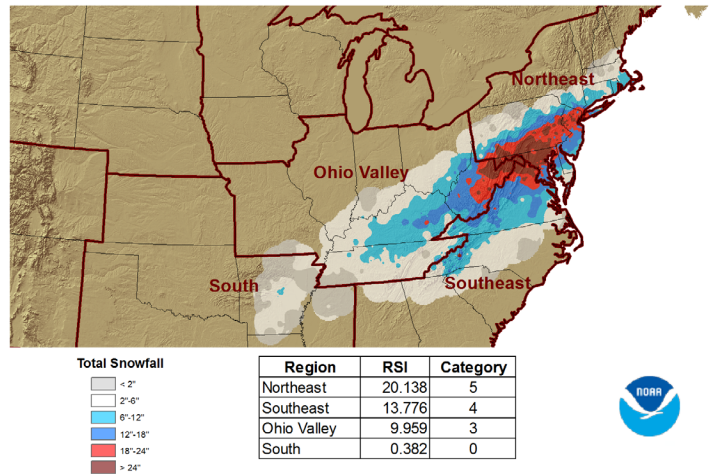 Northeast
Ohio Valley
South
Southeast
Total Snowfall
< 2"
2"-6"
6"-12"
12"-18"
18"-24"
> 24"
Region RSI Category
Northeast 20.138 5
Southeast 13.776 4
Ohio Valley 9.959 3
South 0.382 0
NOAA